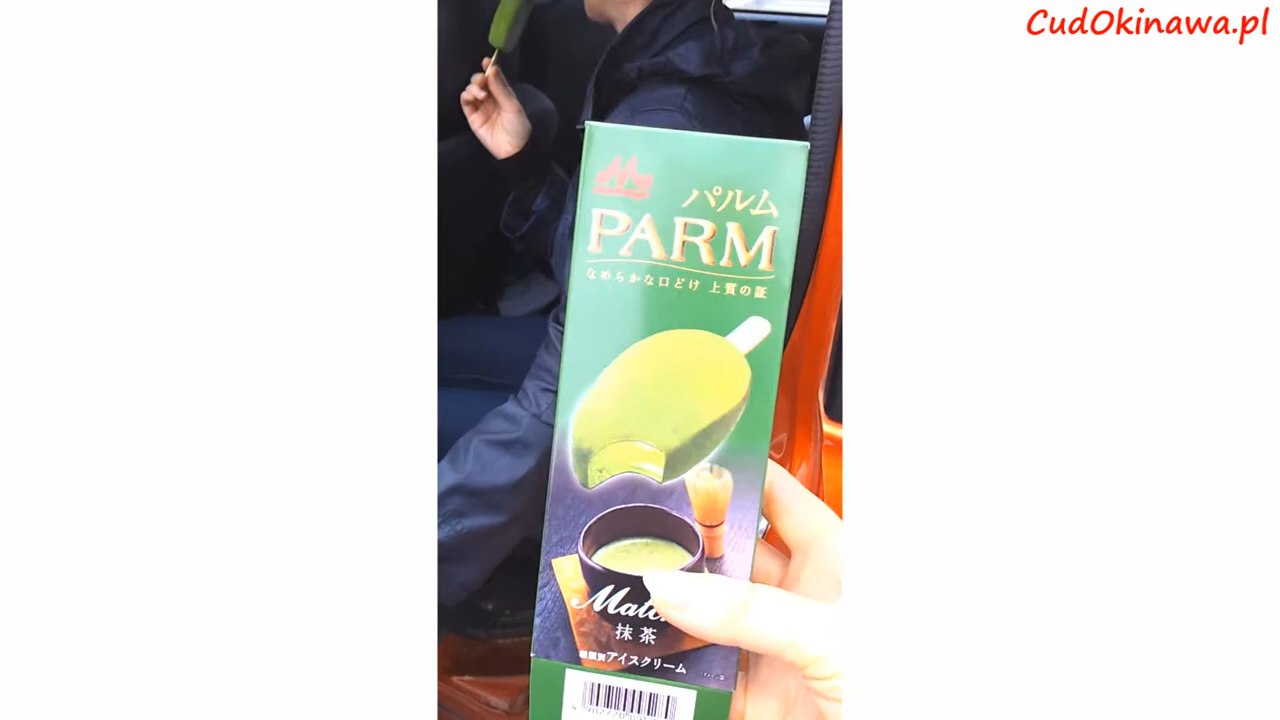 CudOkinawa.pl
パルム
PARM
なめらかな口どけ 上質の証
抹茶
アイスクリーム